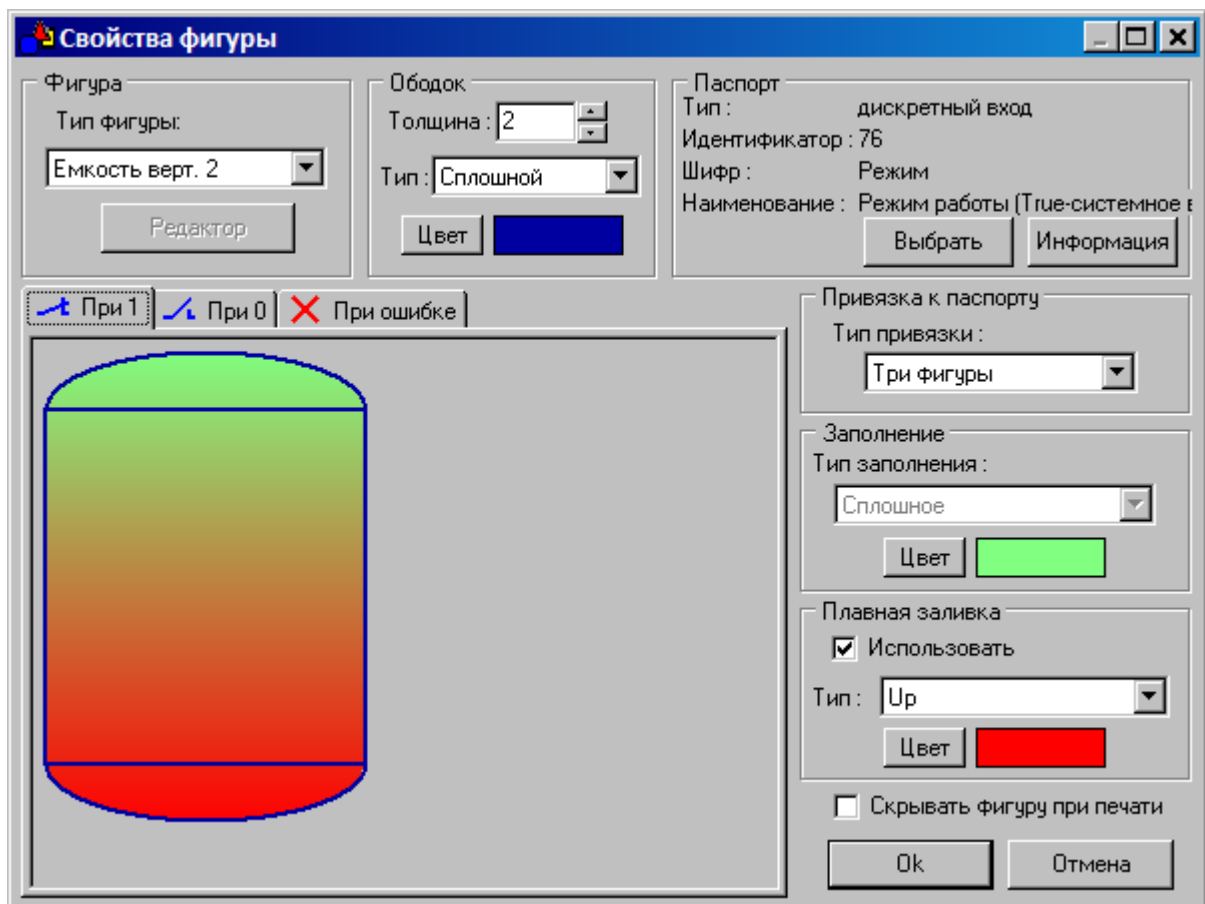 Свойства фигуры
Фигура
Тип фигуры:
Емкость верт. 2
Редактор
Ободок
Толщина : 2
Тип : Сплошной
Цвет
Паспорт
Тип : дискретный вход
Идентификатор : 76
Шифр : Режим
Наименование : Режим работы (True-системное в
Выбрать Информация
При 1 При 0 При ошибке
Привязка к паспорту
Тип привязки :
Три фигуры
Заполнение
Тип заполнения :
Сплошное
Цвет
Плавная заливка
Использовать
Тип : Up
Цвет
Скрывать фигуру при печати
Ok Отмена